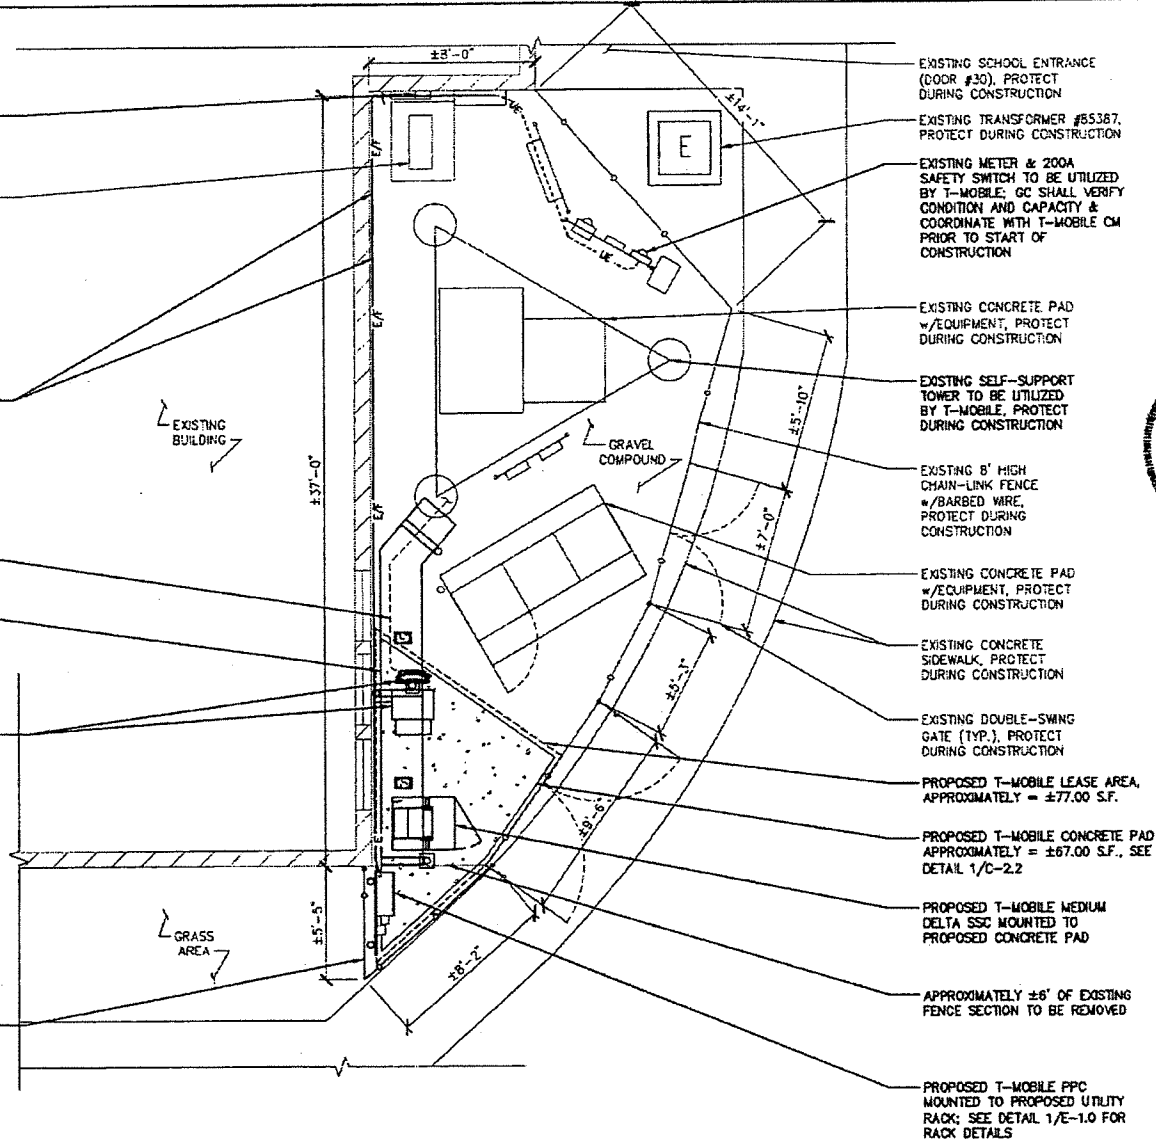 ±8'-0"
±14'-1"
EXISTING SCHOOL ENTRANCE
(DOOR #30), PROTECT
DURING CONSTRUCTION
EXISTING TRANSFORMER #85387,
PROTECT DURING CONSTRUCTION
E
EXISTING METER & 200A
SAFETY SWITCH TO BE UTILIZED
BY T-MOBILE; GC SHALL VERIFY
CONDITION AND CAPACITY &
COORDINATE WITH T-MOBILE CM
PRIOR TO START OF
CONSTRUCTION
UE
E/F
UE
EXISTING CONCRETE PAD
w/EQUIPMENT, PROTECT
DURING CONSTRUCTION
E/F
EXISTING SELF-SUPPORT
TOWER TO BE UTILIZED
BY T-MOBILE, PROTECT
DURING CONSTRUCTION
±5'-10"
EXISTING
BUILDING
GRAVEL
COMPOUND
EXISTING 8' HIGH
CHAIN-LINK FENCE
w/BARBED WIRE,
PROTECT DURING
CONSTRUCTION
±37'-0"
E/F
±7'-0"
EXISTING CONCRETE PAD
w/EQUIPMENT, PROTECT
DURING CONSTRUCTION
EXISTING CONCRETE
SIDEWALK, PROTECT
DURING CONSTRUCTION
EXISTING DOUBLE-SWING
GATE (TYP.), PROTECT
DURING CONSTRUCTION
PROPOSED T-MOBILE LEASE AREA,
APPROXIMATELY = ±77.00 S.F.
±9'-6"
PROPOSED T-MOBILE CONCRETE PAD
APPROXIMATELY = ±67.00 S.F., SEE
DETAIL 1/C-2.2
PROPOSED T-MOBILE MEDIUM
DELTA SSC MOUNTED TO
PROPOSED CONCRETE PAD
±5'-5"
GRASS
AREA
±8'-2"
APPROXIMATELY ±6' OF EXISTING
FENCE SECTION TO BE REMOVED
PROPOSED T-MOBILE PPC
MOUNTED TO PROPOSED UTILITY
RACK; SEE DETAIL 1/E-1.0 FOR
RACK DETAILS